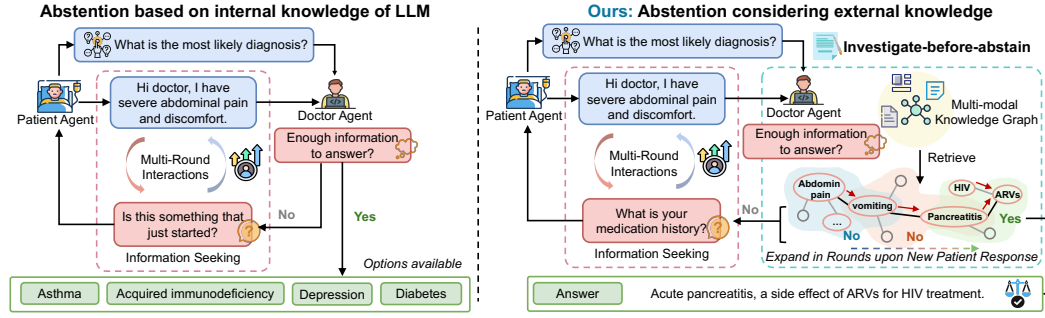 Abstention based on internal knowledge of LLM
What is the most likely diagnosis?
Hi doctor, I have
severe abdominal pain
and discomfort.
Patient Agent
Doctor Agent
Enough information
to answer?
Multi-Round
Interactions
No
Yes
Is this something that
just started?
Information Seeking
Options available
Asthma
Acquired immunodeficiency
Depression
Diabetes
Ours: Abstention considering external knowledge
What is the most likely diagnosis?
Investigate-before-abstain
Hi doctor, I have
severe abdominal pain
and discomfort.
Patient Agent
Doctor Agent
Multi-modal
Knowledge Graph
Enough information
to answer?
Retrieve
Multi-Round
Interactions
Abdomin
pain
vomiting
...
Pancreatitis
HIV
ARVs
No
No
Yes
No
What is your
medication history?
Information Seeking
Expand in Rounds upon New Patient Response
Answer
Acute pancreatitis, a side effect of ARVs for HIV treatment.